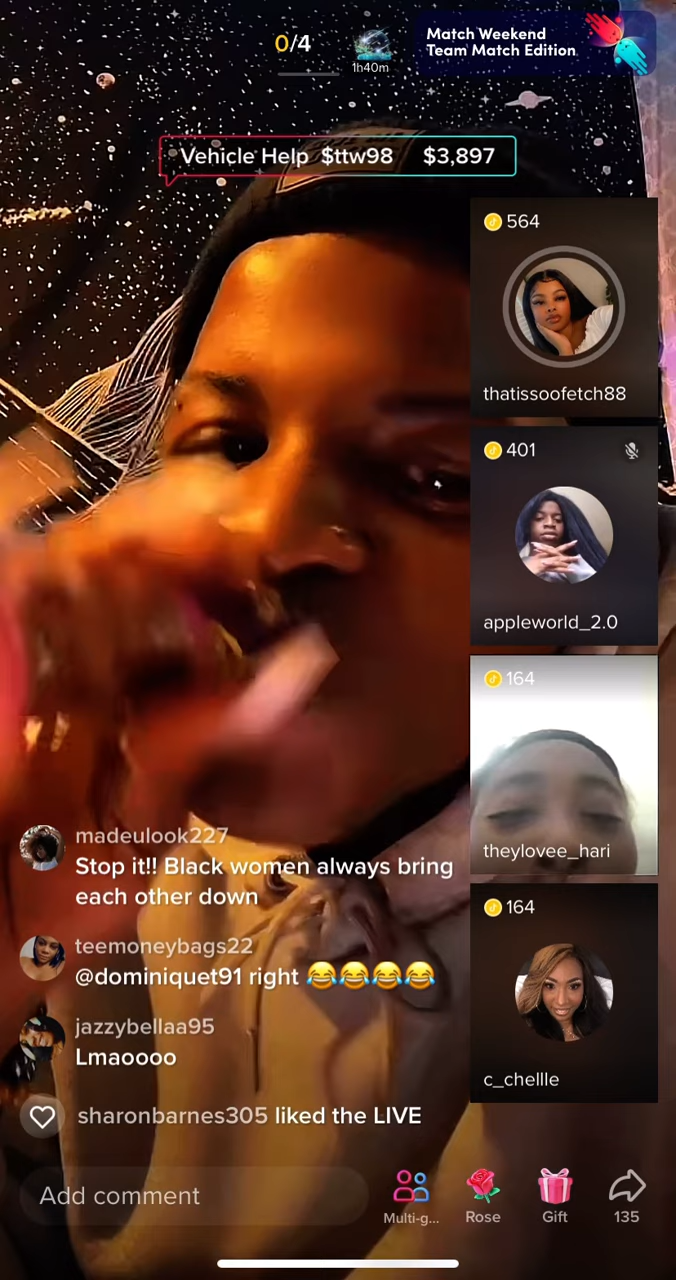 0/4
1h40m
Match Weekend
Team Match Edition
Vehicle Help $ttw98 $3,897
564
thatissoofetch88
401
appleworld_2.0
164
theylovee_hari
164
c_chellle
madeulook227
Stop it!! Black women always bring
each other down
teemoneybags22
@dominiquet91 right 😂😂😂😂
jazzybellaa95
Lmaoooo
sharonbarnes305 liked the LIVE
Add comment
Multi-g...
Rose
Gift
135